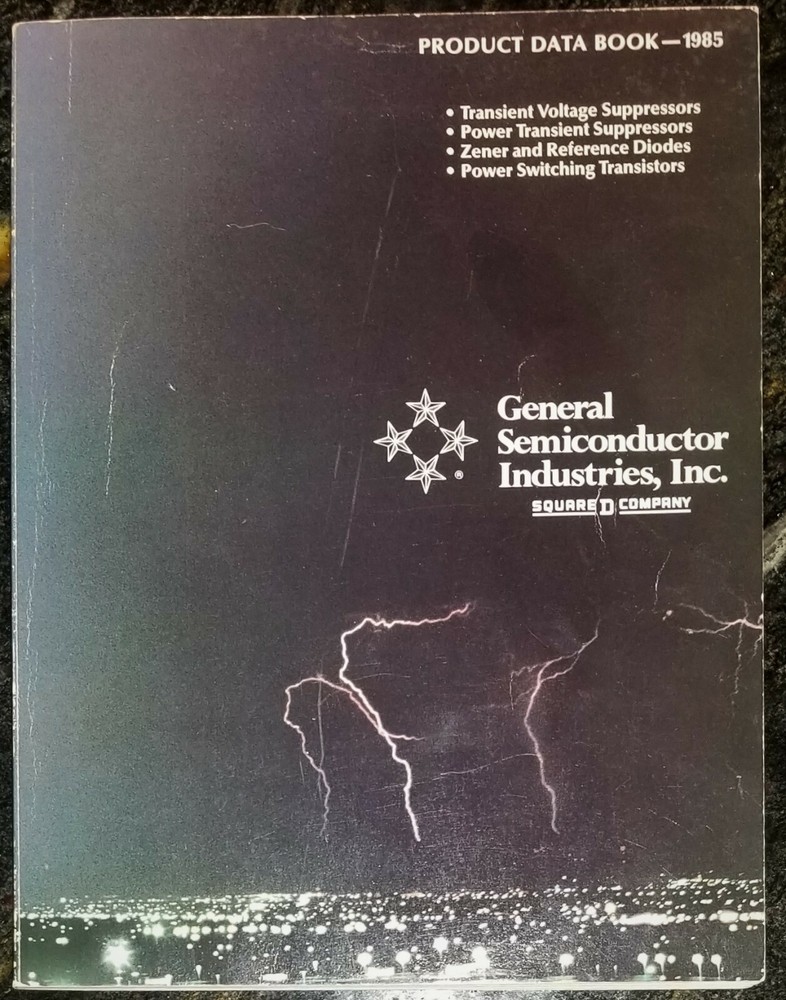 PRODUCT DATA BOOK—1985
• Transient Voltage Suppressors
• Power Transient Suppressors
• Zener and Reference Diodes
• Power Switching Transistors
General
Semiconductor
Industries, Inc.
®
SQUARE D COMPANY